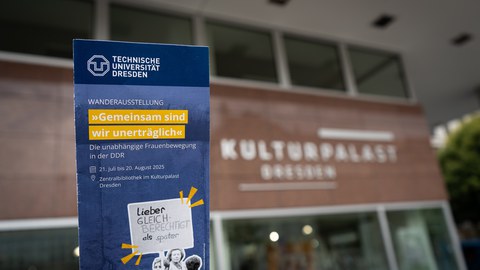 TECHNISCHE
UNIVERSITÄT
DRESDEN
WANDERAUSSTELLUNG
»Gemeinsam sind
wir unerträglich«
Die unabhängige Frauenbewegung
in der DDR
21. Juli bis 20. August 2025
Zentralbibliothek im Kulturpalast
Dresden
Lieber
GLEICH-
BERECHTIGT
als später
KULTURPALAST
DRESDEN